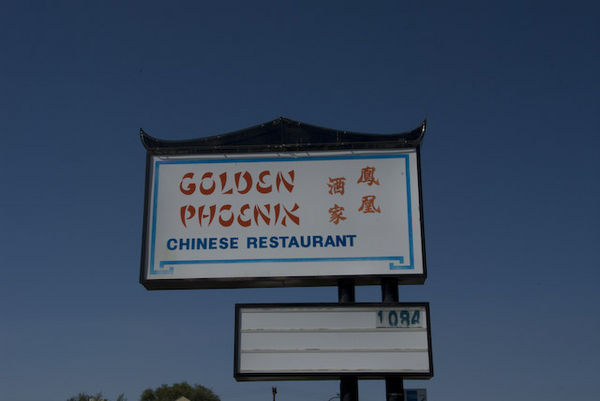 GOLDEN
PHOENIX
CHINESE RESTAURANT
鳳凰
酒家
1084